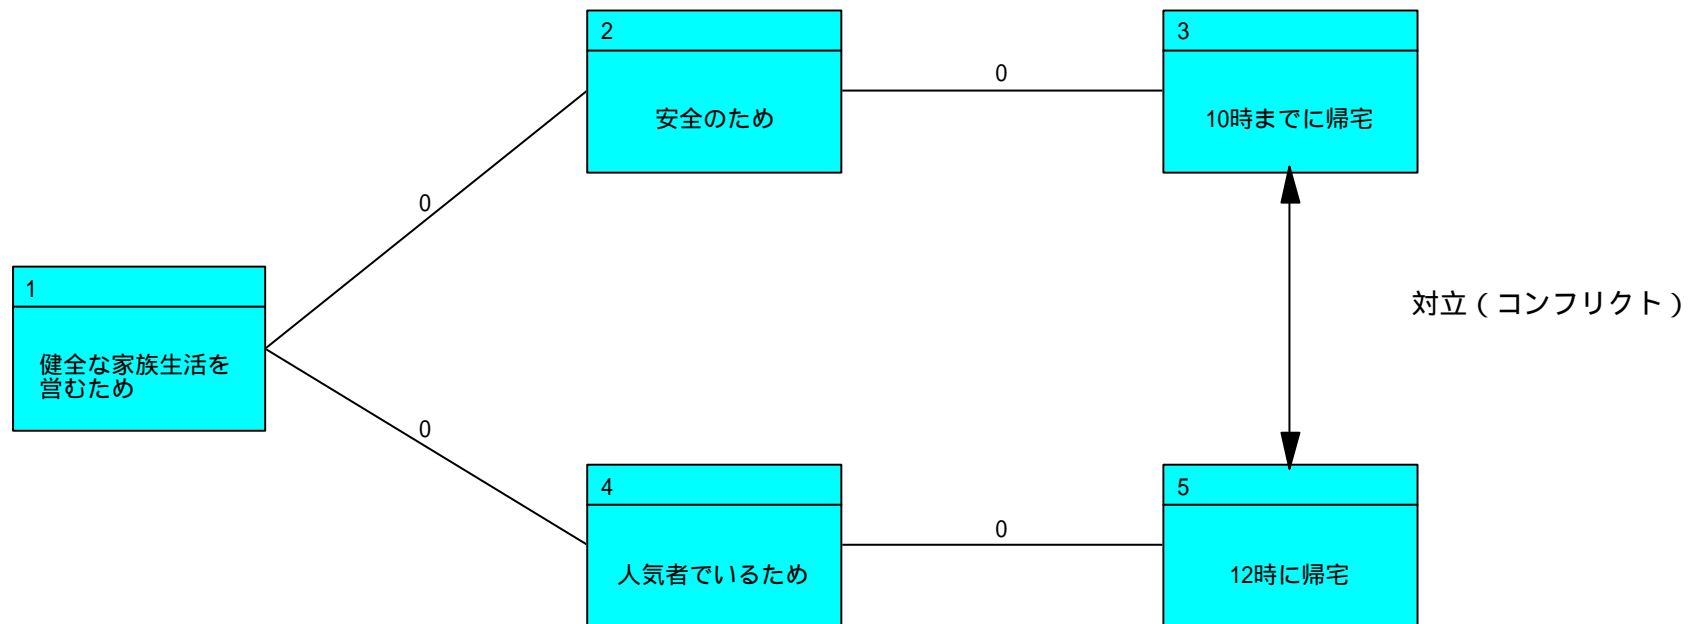 2
安全のため
0
3
10時までに帰宅
0
1
健全な家族生活を
営むため
対立（コンフリクト）
0
4
人気者でいるため
0
5
12時に帰宅